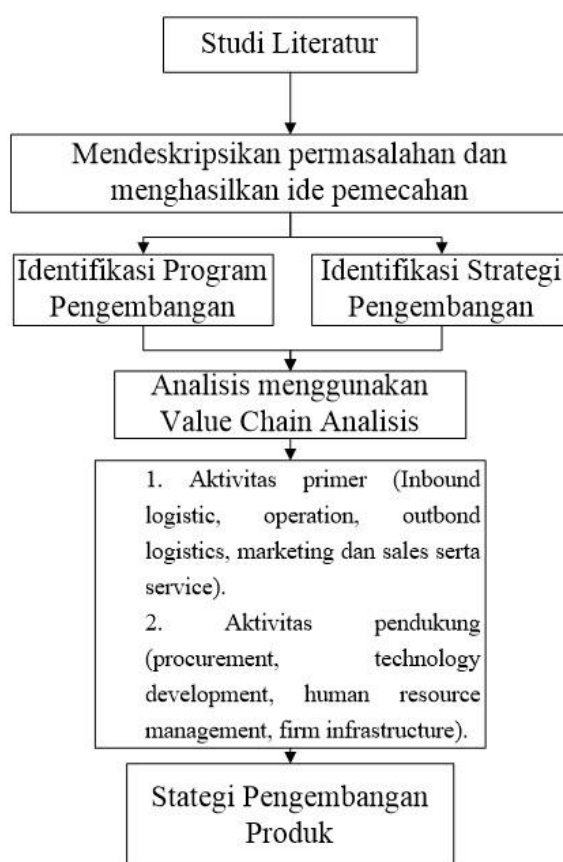 Studi Literatur
Mendeskripsikan permasalahan dan
menghasilkan ide pemecahan
Identifikasi Program
Pengembangan
Identifikasi Strategi
Pengembangan
Analisis menggunakan
Value Chain Analisis
1. Aktivitas primer (Inbound
logistic, operation, outbond
logistics, marketing dan sales serta
service).
2. Aktivitas pendukung
(procurement, technology
development, human resource
management, firm infrastructure).
Stategi Pengembangan
Produk